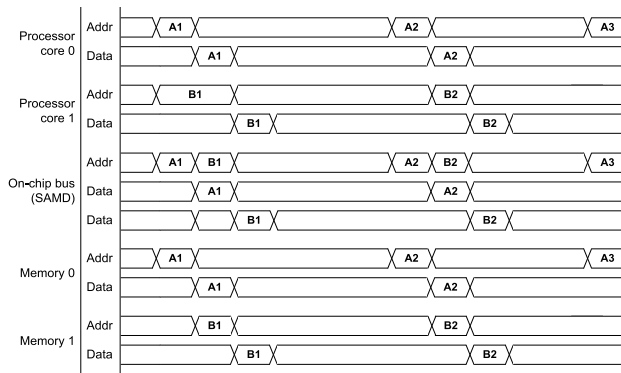 Processor core 0 Addr A1 A2 A3
Data A1 A2
Processor core 1 Addr B1 B2
Data B1 B2
On-chip bus (SAMD) Addr A1 B1 A2 B2 A3
Data A1 A2
Data B1 B2
Memory 0 Addr A1 A2 A3
Data A1 A2
Memory 1 Addr B1 B2
Data B1 B2